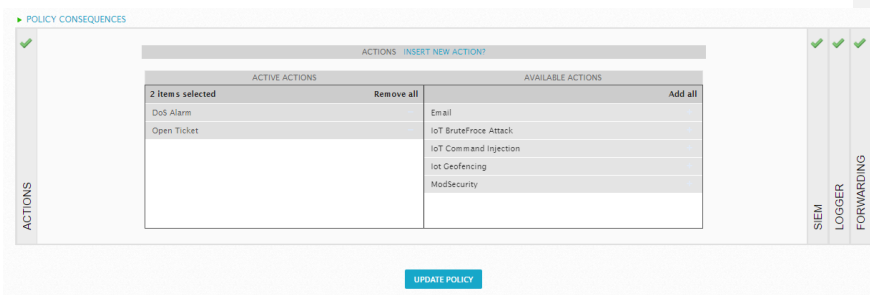 POLICY CONSEQUENCES
ACTIONS INSERT NEW ACTION?
ACTIVE ACTIONS AVAILABLE ACTIONS
2 items selected Remove all Add all
DoS Alarm Email
Open Ticket IoT BruteFroce Attack
IoT Command Injection
Iot Geofencing
ModSecurity
ACTIONS
SIEM
LOGGER
FORWARDING
UPDATE POLICY